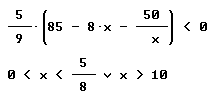 5/9·(85 - 8·x - 50/x) < 0
0 < x < 5/8 ∨ x > 10